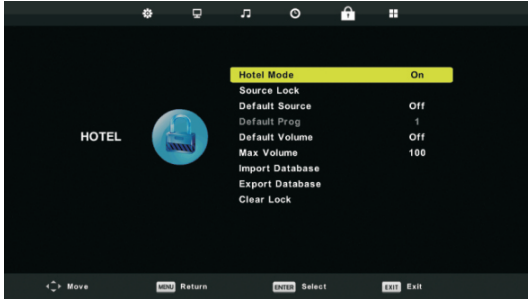 Hotel Mode On
Source Lock
Default Source Off
Default Prog 1
HOTEL
Default Volume Off
Max Volume 100
Import Database
Export Database
Clear Lock
Move MENU Return ENTER Select EXIT Exit